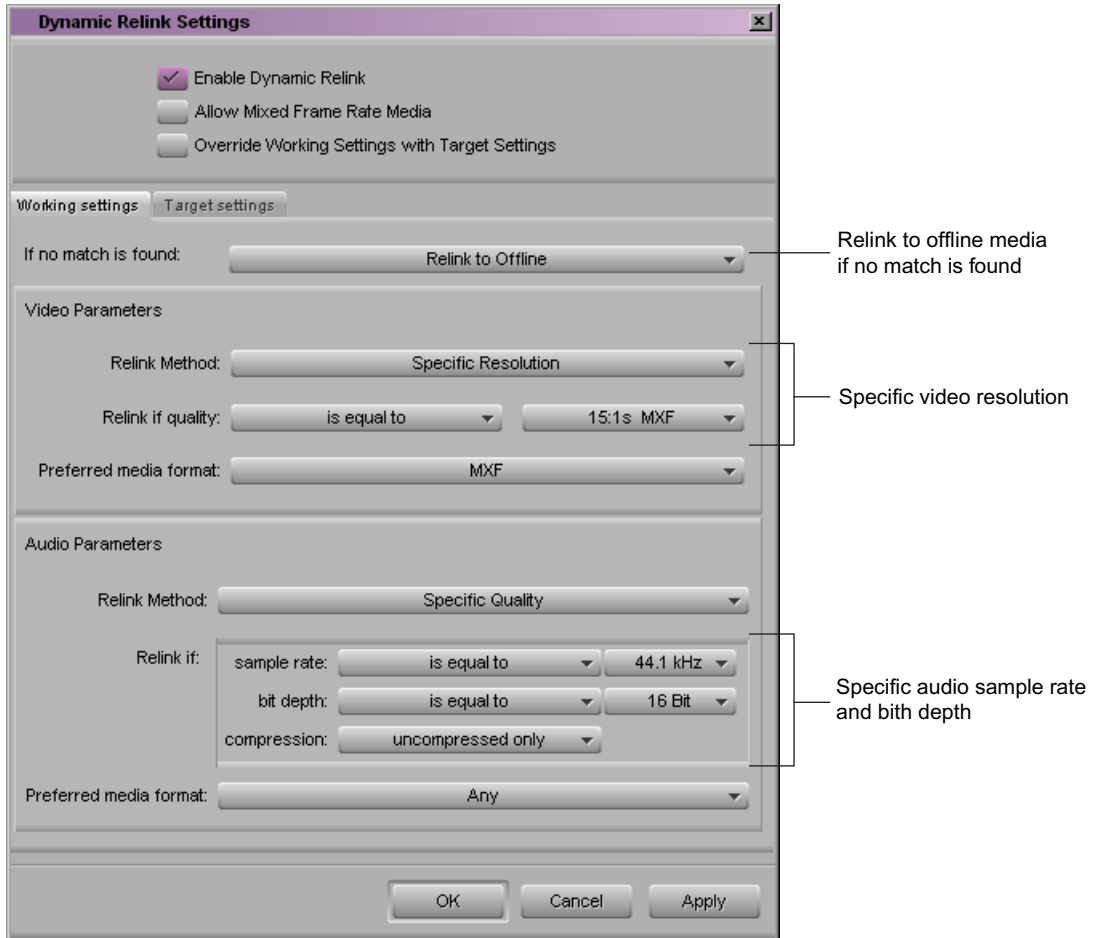 Dynamic Relink Settings
Enable Dynamic Relink
Allow Mixed Frame Rate Media
Override Working Settings with Target Settings
Working settings Target settings
If no match is found: Relink to Offline
Relink to offline media
if no match is found
Video Parameters
Relink Method: Specific Resolution
Relink if quality: is equal to 15:1s MXF
Specific video resolution
Preferred media format: MXF
Audio Parameters
Relink Method: Specific Quality
Relink if: sample rate: is equal to 44.1 kHz
bit depth: is equal to 16 Bit
compression: uncompressed only
Specific audio sample rate
and bith depth
Preferred media format: Any
OK Cancel Apply